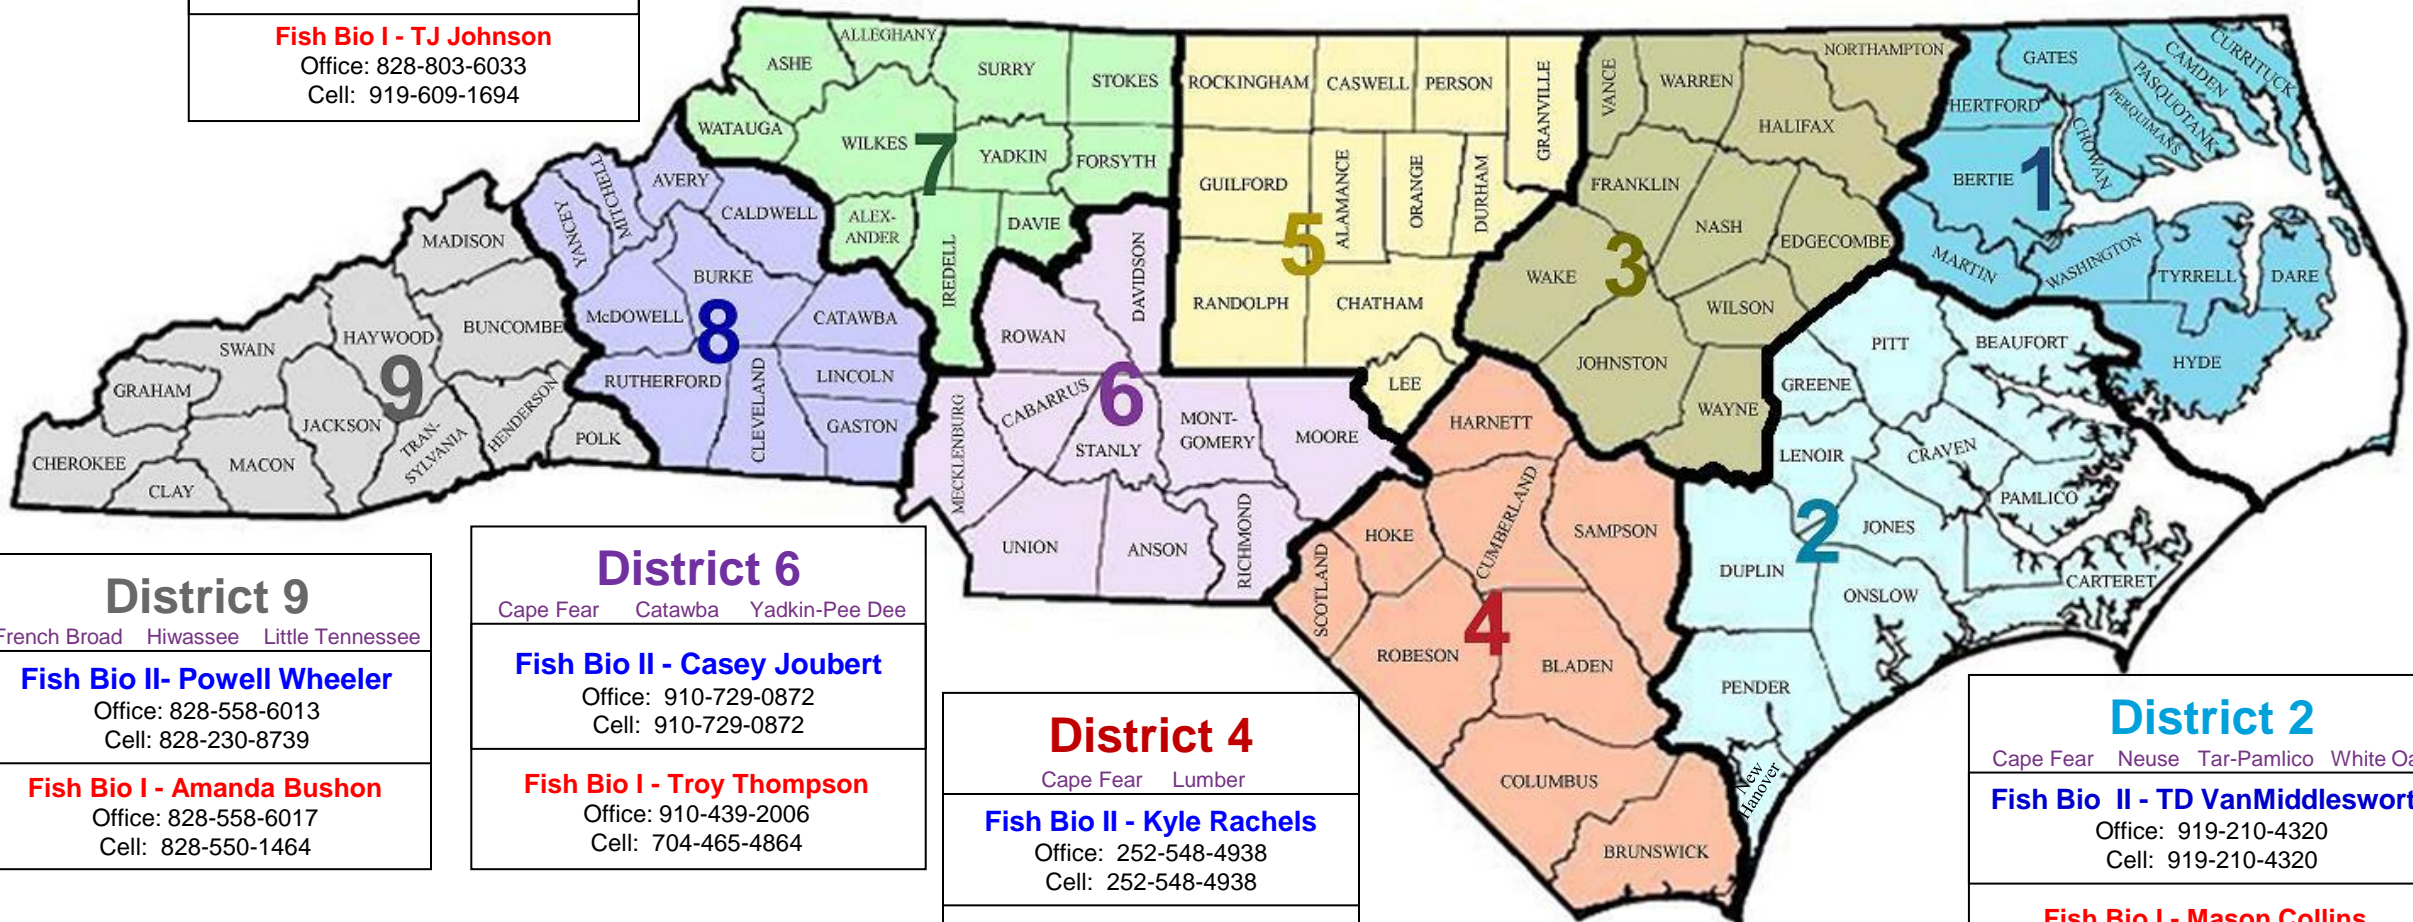 Fish Bio I - TJ Johnson
Office: 828-803-6033
Cell: 919-609-1694
ASHE
ALLEGHANY
SURRY
STOKES
WATAUGA
WILKES
7
YADKIN
FORSYTH
ALEX-
ANDER
IREDELL
DAVIE
ROCKINGHAM
CASWELL
PERSON
GRANVILLE
GUILFORD
ALAMANCE
ORANGE
DURHAM
5
RANDOLPH
CHATHAM
LEE
VANCE
WARREN
NORTHAMPTON
HALIFAX
FRANKLIN
NASH
EDGECOMBE
WAKE
3
WILSON
JOHNSTON
WAYNE
GATES
CURRITUCK
CAMDEN
PASQUOTANK
PERQUIMANS
CHOWAN
HERTFORD
BERTIE
1
MARTIN
WASHINGTON
TYRRELL
DARE
HYDE
YANCEY
MITCHELL
AVERY
CALDWELL
BURKE
McDOWELL
8
CATAWBA
RUTHERFORD
CLEVELAND
LINCOLN
GASTON
MADISON
BUNCOMBE
HAYWOOD
SWAIN
GRAHAM
9
JACKSON
TRAN-
SYLVANIA
HENDERSON
POLK
CHEROKEE
CLAY
MACON
DAVIDSON
ROWAN
6
MECKLENBURG
CABARRUS
STANLY
MONT-
GOMERY
MOORE
UNION
ANSON
RICHMOND
HARNETT
HOKE
CUMBERLAND
SAMPSON
SCOTLAND
ROBESON
4
BLADEN
COLUMBUS
BRUNSWICK
PITT
BEAUFORT
GREENE
LENOIR
CRAVEN
PAMLICO
2
JONES
DUPLIN
ONSLOW
CARTERET
PENDER
New
Hanover
District 9
French Broad Hiwassee Little Tennessee
Fish Bio II- Powell Wheeler
Office: 828-558-6013
Cell: 828-230-8739
Fish Bio I - Amanda Bushon
Office: 828-558-6017
Cell: 828-550-1464
District 6
Cape Fear Catawba Yadkin-Pee Dee
Fish Bio II - Casey Joubert
Office: 910-729-0872
Cell: 910-729-0872
Fish Bio I - Troy Thompson
Office: 910-439-2006
Cell: 704-465-4864
District 4
Cape Fear Lumber
Fish Bio II - Kyle Rachels
Office: 252-548-4938
Cell: 252-548-4938
District 2
Cape Fear Neuse Tar-Pamlico White Oa
Fish Bio II - TD VanMiddleswort
Office: 919-210-4320
Cell: 919-210-4320
Fish Bio I - Mason Collins